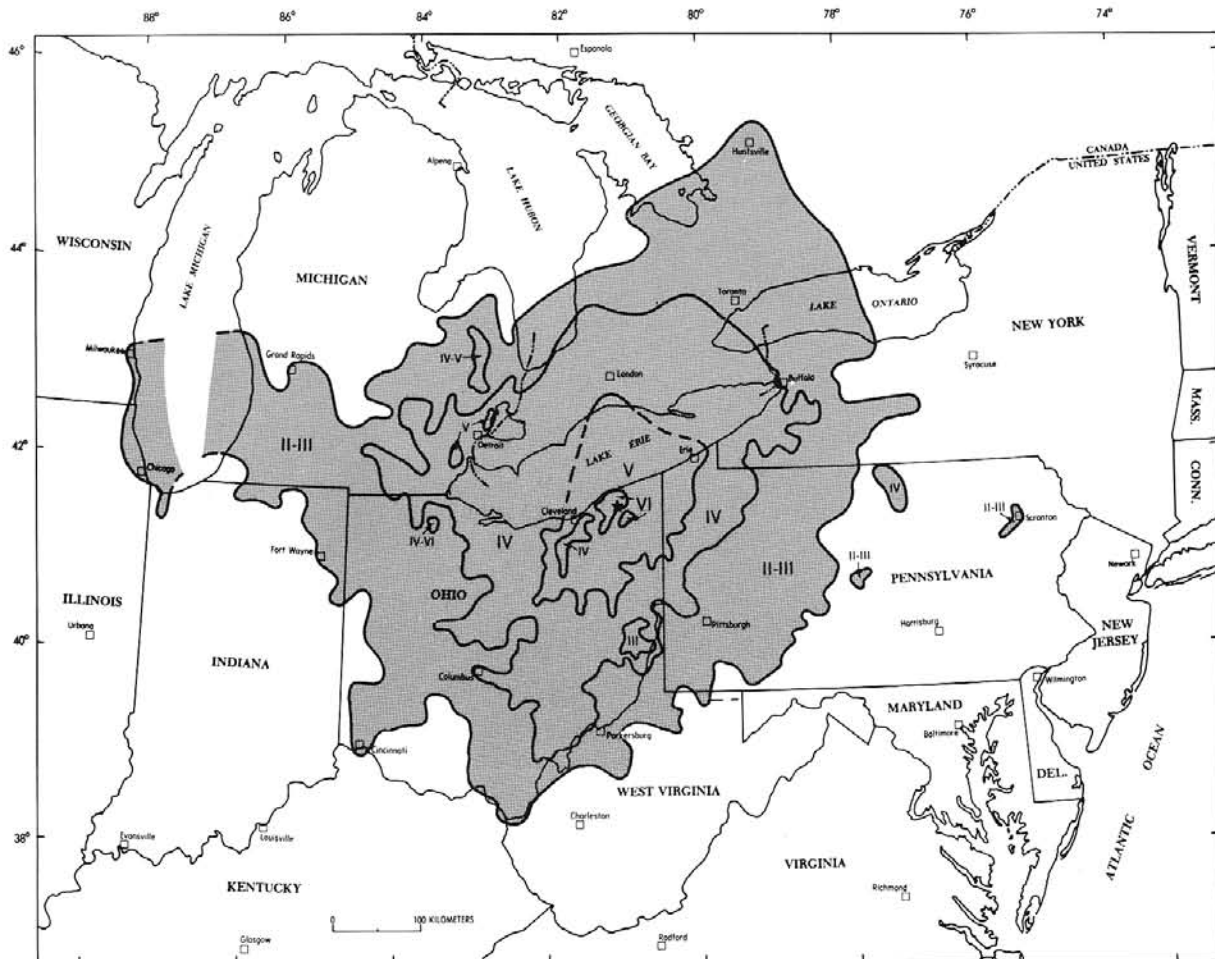 88° 86° 84° 82° 80° 78° 76° 74°
46°
Espanola
GEORGIAN BAY
Huntsville
CANADA
UNITED STATES
Alpena
LAKE HURON
WISCONSIN
LAKE MICHIGAN
44°
MICHIGAN
VERMONT
Toronto
LAKE ONTARIO
NEW YORK
Milwaukee
Grand Rapids
IV-V
London
Buffalo
Syracuse
MASS.
V
Detroit
42°
II-III
LAKE ERIE
Erie
Chicago
V
CONN.
Cleveland
VI
IV
IV
IV-VI
IV
IV
II-III
Scranton
Fort Wayne
II-III
II-III
Newark
ILLINOIS
OHIO
PENNSYLVANIA
Urbana
40°
Pittsburgh
Harrisburg
NEW JERSEY
III
INDIANA
Columbus
Wilmington
MARYLAND
Parkersburg
Baltimore
Cincinnati
DEL.
ATLANTIC OCEAN
WEST VIRGINIA
Charleston
38°
Evansville
Louisville
VIRGINIA
KENTUCKY
Richmond
0 100 KILOMETERS
Glasgow
Radford